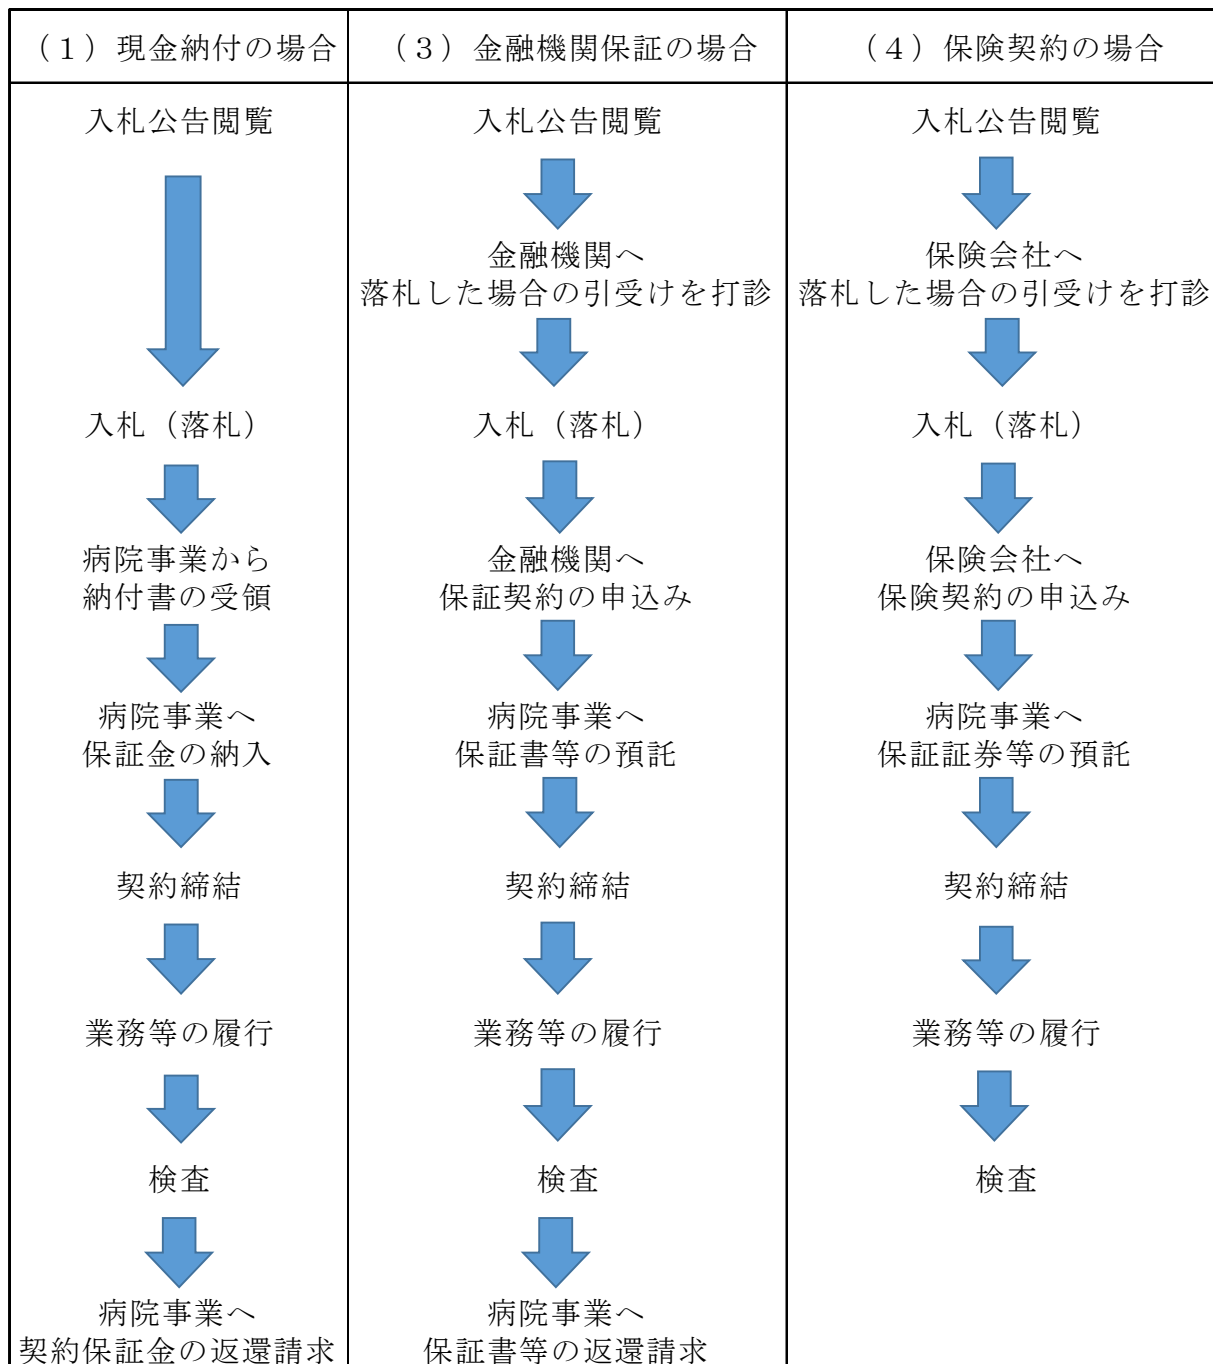 （１）現金納付の場合
入札公告閲覧
入札（落札）
病院事業から
納付書の受領
病院事業へ
保証金の納入
契約締結
業務等の履行
検査
病院事業へ
契約保証金の返還請求
（３）金融機関保証の場合
入札公告閲覧
金融機関へ
落札した場合の引受けを打診
入札（落札）
金融機関へ
保証契約の申込み
病院事業へ
保証書等の預託
契約締結
業務等の履行
検査
病院事業へ
保証書等の返還請求
（４）保険契約の場合
入札公告閲覧
保険会社へ
落札した場合の引受けを打診
入札（落札）
保険会社へ
保険契約の申込み
病院事業へ
保証証券等の預託
契約締結
業務等の履行
検査